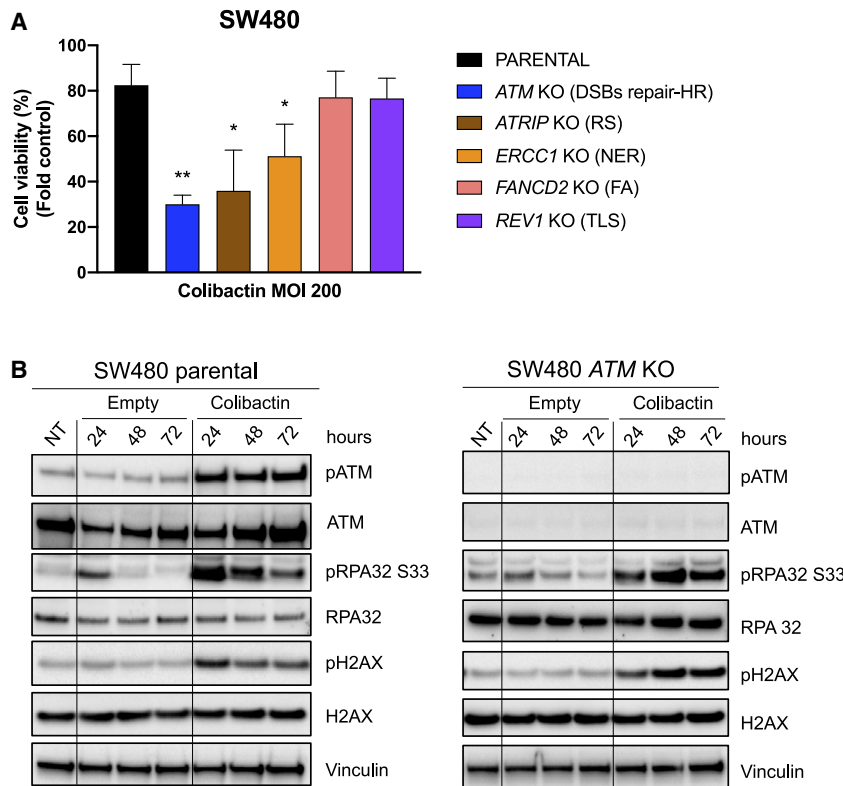 A
SW480
Cell viability (%)
(Fold control)
100
80
60
40
20
0
**
*
*
Colibactin MOI 200
PARENTAL
ATM KO (DSBs repair-HR)
ATRIP KO (RS)
ERCC1 KO (NER)
FANCD2 KO (FA)
REV1 KO (TLS)
B
SW480 parental
Empty Colibactin
NT 24 48 72 24 48 72 hours
pATM
ATM
pRPA32 S33
RPA32
pH2AX
H2AX
Vinculin
SW480 ATM KO
Empty Colibactin
NT 24 48 72 24 48 72 hours
pATM
ATM
pRPA32 S33
RPA 32
pH2AX
H2AX
Vinculin